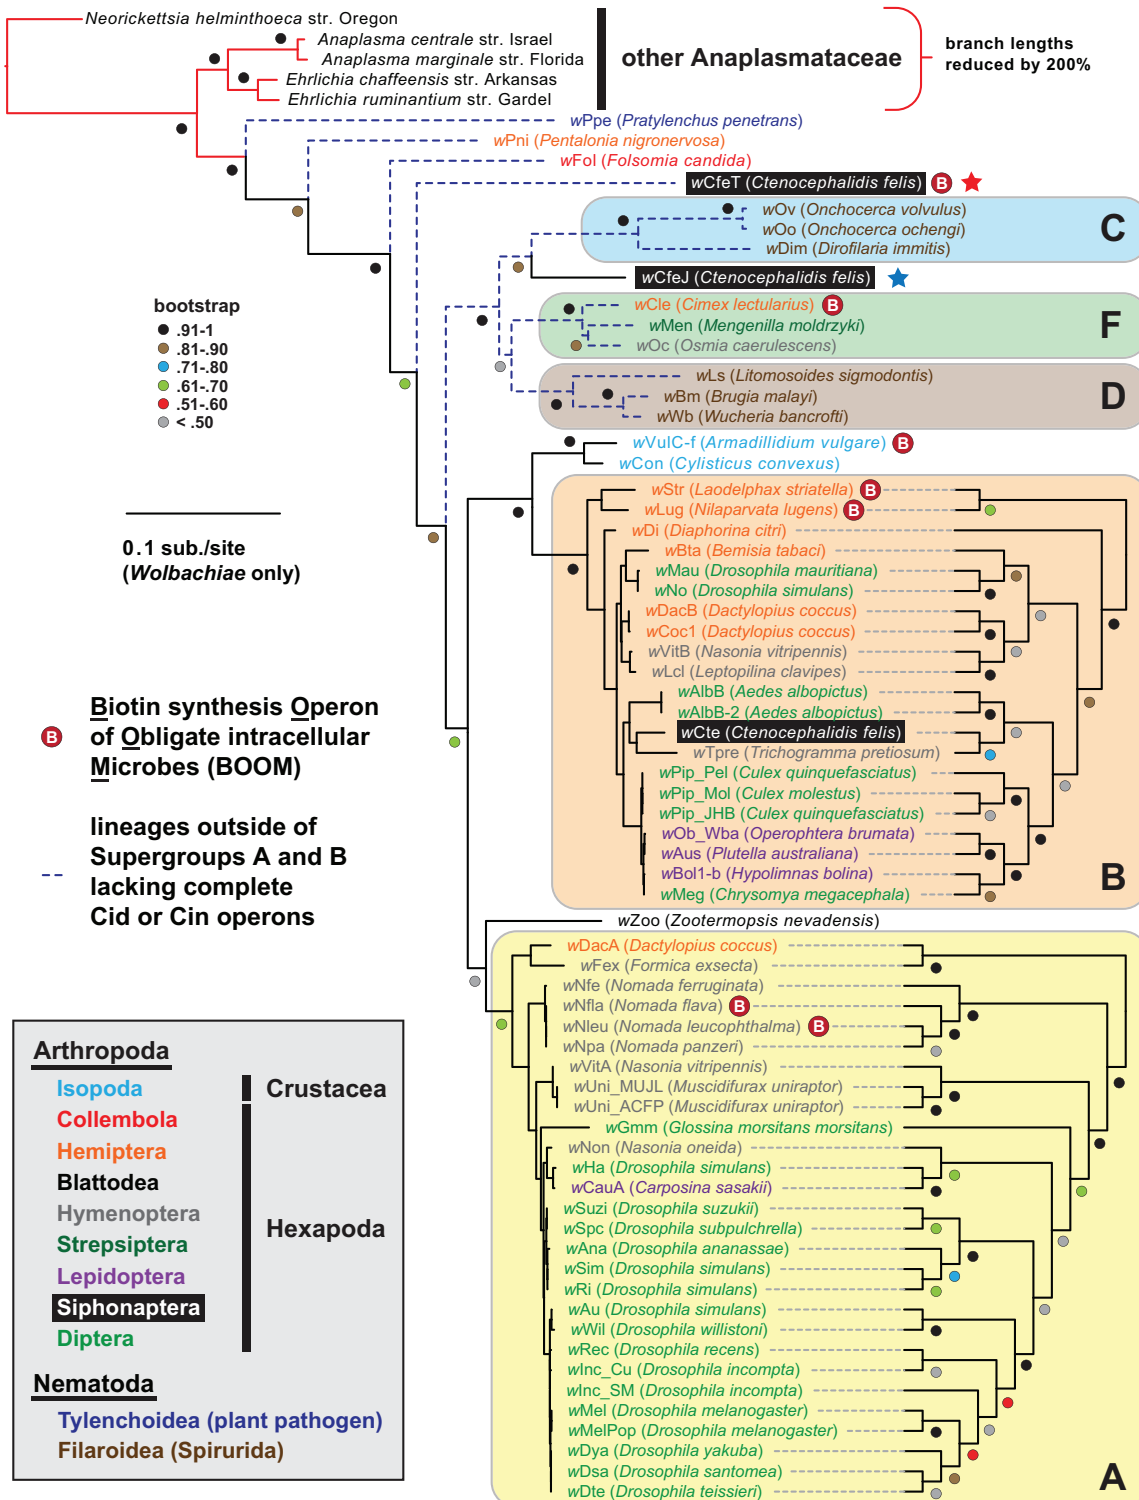 Neorickettsia helminthoeca str. Oregon
Anaplasma centrale str. Israel
Anaplasma marginale str. Florida
Ehrlichia chaffeensis str. Arkansas
Ehrlichia ruminantium str. Gardel
other Anaplasmataceae
branch lengths
reduced by 200%
wPpe (Pratylenchus penetrans)
wPni (Pentalonia nigronervosa)
wFol (Folsomia candida)
wCfeT (Ctenocephalidis felis) B
wOv (Onchocerca volvulus)
wOo (Onchocerca ochengi)
wDim (Dirofilaria immitis)
C
wCfeJ (Ctenocephalidis felis)
wCle (Cimex lectularius) B
wMen (Mengenilla moldrzyki)
wOc (Osmia caerulescens)
F
wLs (Litomosoides sigmodontis)
wBm (Brugia malayi)
wWb (Wucheria bancrofti)
D
bootstrap
.91-1
.81-.90
.71-.80
.61-.70
.51-.60
< .50
0.1 sub./site
(Wolbachiae only)
wVulC-f (Armadillidium vulgare) B
wCon (Cylisticus convexus)
wStr (Laodelphax striatella) B
wLug (Nilaparvata lugens) B
wDi (Diaphorina citri)
wBta (Bemisia tabaci)
wMau (Drosophila mauritiana)
wNo (Drosophila simulans)
wDacB (Dactylopius coccus)
wCoc1 (Dactylopius coccus)
wVitB (Nasonia vitripennis)
wLcl (Leptopilina clavipes)
wAlbB (Aedes albopictus)
wAlbB-2 (Aedes albopictus)
wCte (Ctenocephalidis felis)
wTpre (Trichogramma pretiosum)
wPip_Pel (Culex quinquefasciatus)
wPip_Mol (Culex molestus)
wPip_JHB (Culex quinquefasciatus)
wOb_Wba (Operophtera brumata)
wAus (Plutella australiana)
wBol1-b (Hypolimnas bolina)
wMeg (Chrysomya megacephala)
B
B
Biotin synthesis Operon
of Obligate intracellular
Microbes (BOOM)
lineages outside of
Supergroups A and B
lacking complete
Cid or Cin operons
wZoo (Zootermopsis nevadensis)
wDacA (Dactylopius coccus)
wFex (Formica exsecta)
wNfe (Nomada ferruginata)
wNfla (Nomada flava) B
wNleu (Nomada leucophthalma) B
wNpa (Nomada panzeri)
wVitA (Nasonia vitripennis)
wUni_MUJL (Muscidifurax uniraptor)
wUni_ACFP (Muscidifurax uniraptor)
wGmm (Glossina morsitans morsitans)
wNon (Nasonia oneida)
wHa (Drosophila simulans)
wCauA (Carposina sasakii)
wSuzi (Drosophila suzukii)
wSpc (Drosophila subpulchrella)
wAna (Drosophila ananassae)
wSim (Drosophila simulans)
wRi (Drosophila simulans)
wAu (Drosophila simulans)
wWil (Drosophila willistoni)
wRec (Drosophila recens)
wInc_Cu (Drosophila incompta)
wInc_SM (Drosophila incompta)
wMel (Drosophila melanogaster)
wMelPop (Drosophila melanogaster)
wDya (Drosophila yakuba)
wDsa (Drosophila santomea)
wDte (Drosophila teissieri)
A
Arthropoda
Isopoda
Crustacea
Collembola
Hemiptera
Blattodea
Hymenoptera
Hexapoda
Strepsiptera
Lepidoptera
Siphonaptera
Diptera
Nematoda
Tylenchoidea (plant pathogen)
Filaroidea (Spirurida)